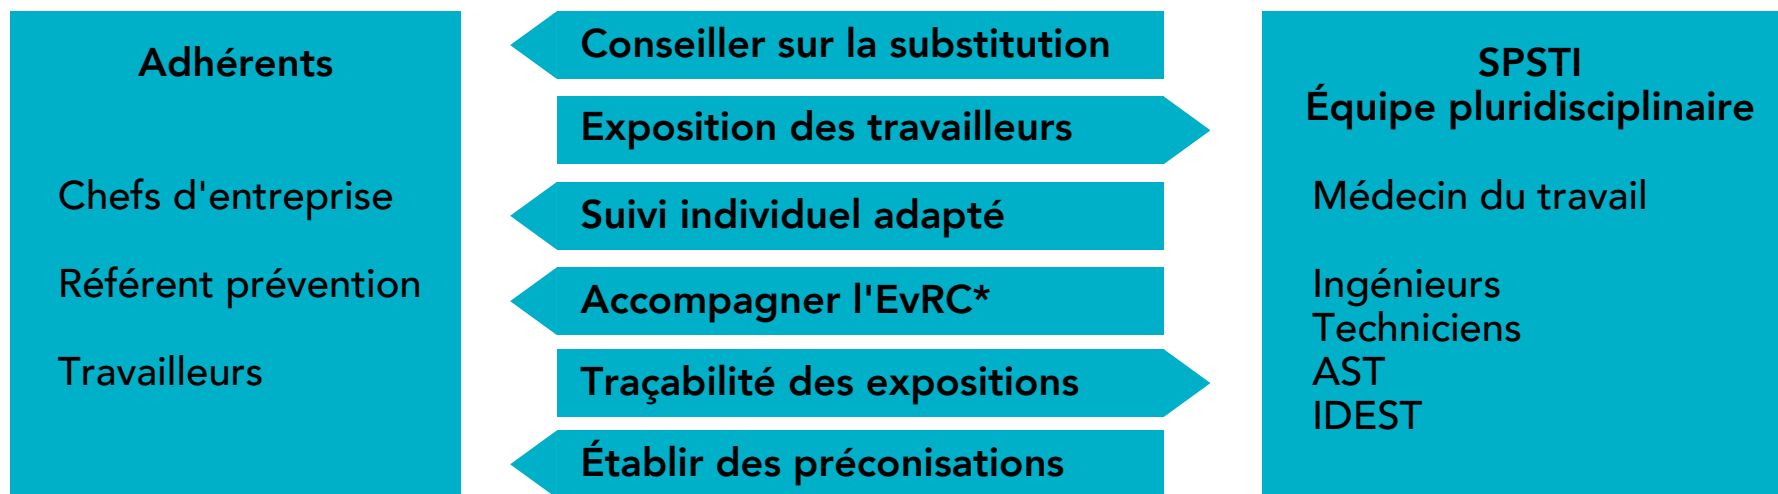 Adhérents
Chefs d'entreprise
Référent prévention
Travailleurs
Conseiller sur la substitution
Exposition des travailleurs
Suivi individuel adapté
Accompagner l'EvRC*
Traçabilité des expositions
Établir des préconisations
SPSTI
Équipe pluridisciplinaire
Médecin du travail
Ingénieurs
Techniciens
AST
IDEST